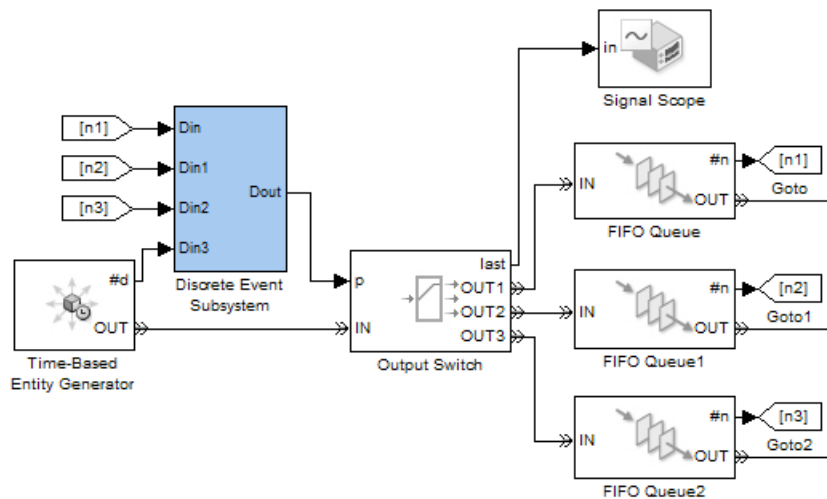 in
Signal Scope
[n1]
Din
[n2]
Din1
[n3]
Din2
Dout
Din3
Discrete Event
Subsystem
#d
OUT
Time-Based
Entity Generator
last
p
OUT1
OUT2
IN
OUT3
Output Switch
#n
[n1]
IN
OUT
Goto
FIFO Queue
#n
[n2]
IN
OUT
Goto1
FIFO Queue1
#n
[n3]
IN
OUT
Goto2
FIFO Queue2